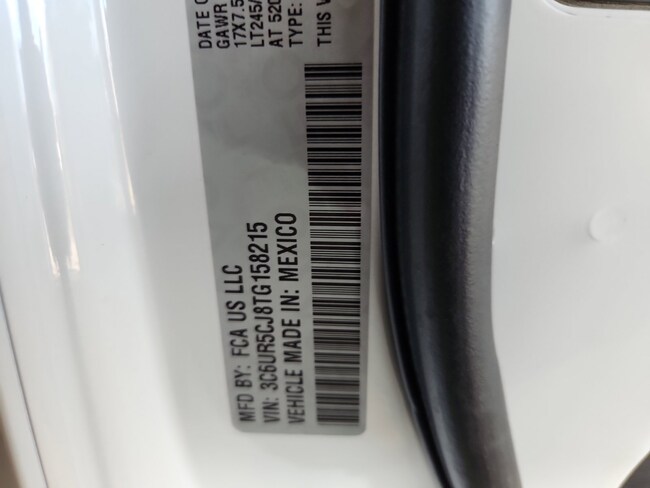 MFD BY: FCA US LLC
VIN: 3C6UR5CJ8TG158215
VEHICLE MADE IN: MEXICO
DATE O
GAWR
17X7.5
LT245/
AT 520
TYPE:
THIS V